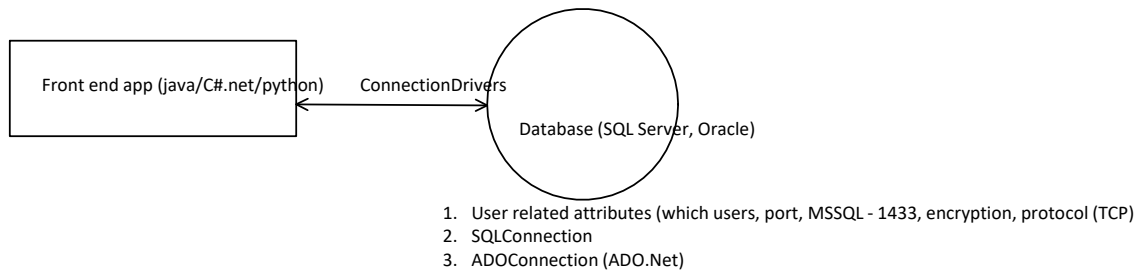 Front end app (java/C#.net/python)
ConnectionDrivers
Database (SQL Server, Oracle)
1. User related attributes (which users, port, MSSQL - 1433, encryption, protocol (TCP)
2. SQLConnection
3. ADOConnection (ADO.Net)